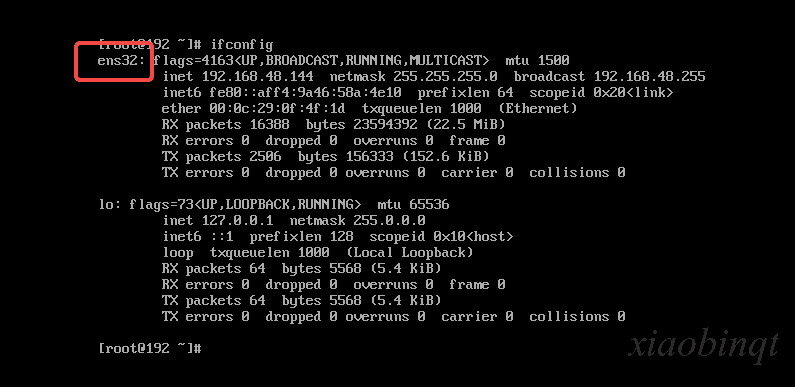 [root@192 ~]# ifconfig
ens32: flags=4163<UP,BROADCAST,RUNNING,MULTICAST>  mtu 1500
inet 192.168.48.144  netmask 255.255.255.0  broadcast 192.168.48.255
inet6 fe80::aff4:9a46:58a:4e10  prefixlen 64  scopeid 0x20<link>
ether 00:0c:29:0f:4f:1d  txqueuelen 1000  (Ethernet)
RX packets 16388  bytes 23594392 (22.5 MiB)
RX errors 0  dropped 0  overruns 0  frame 0
TX packets 2506  bytes 156333 (152.6 KiB)
TX errors 0  dropped 0 overruns 0  carrier 0  collisions 0
lo: flags=73<UP,LOOPBACK,RUNNING>  mtu 65536
inet 127.0.0.1  netmask 255.0.0.0
inet6 ::1  prefixlen 128  scopeid 0x10<host>
loop  txqueuelen 1000  (Local Loopback)
RX packets 64  bytes 5568 (5.4 KiB)
RX errors 0  dropped 0  overruns 0  frame 0
TX packets 64  bytes 5568 (5.4 KiB)
TX errors 0  dropped 0 overruns 0  carrier 0  collisions 0
[root@192 ~]#
xiaobinqt